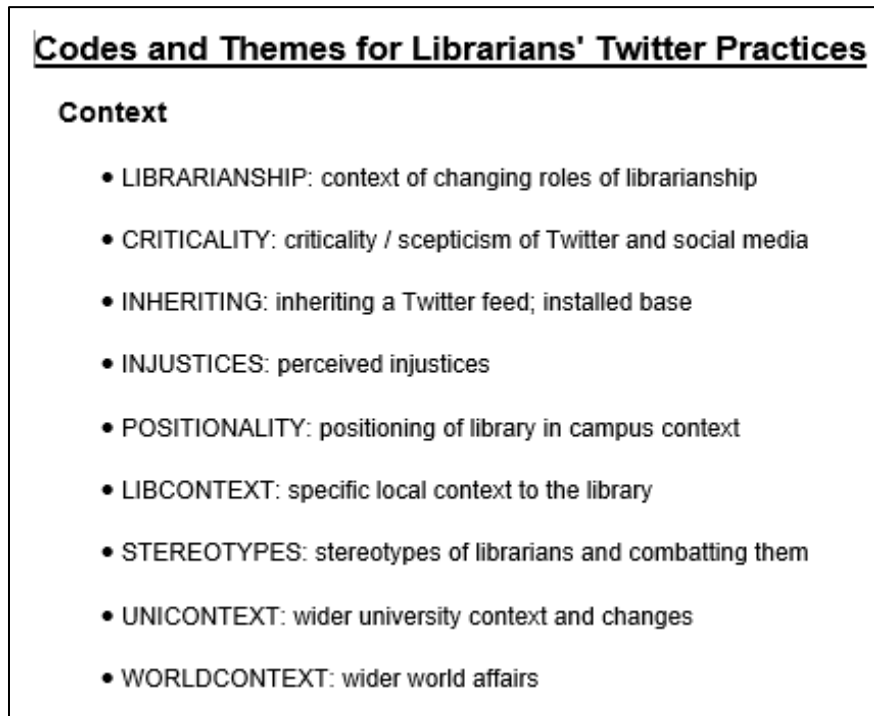 Codes and Themes for Librarians' Twitter Practices
Context
• LIBRARIANSHIP: context of changing roles of librarianship
• CRITICALITY: criticality / scepticism of Twitter and social media
• INHERITING: inheriting a Twitter feed; installed base
• INJUSTICES: perceived injustices
• POSITIONALITY: positioning of library in campus context
• LIBCONTEXT: specific local context to the library
• STEREOTYPES: stereotypes of librarians and combatting them
• UNICONTEXT: wider university context and changes
• WORLDCONTEXT: wider world affairs